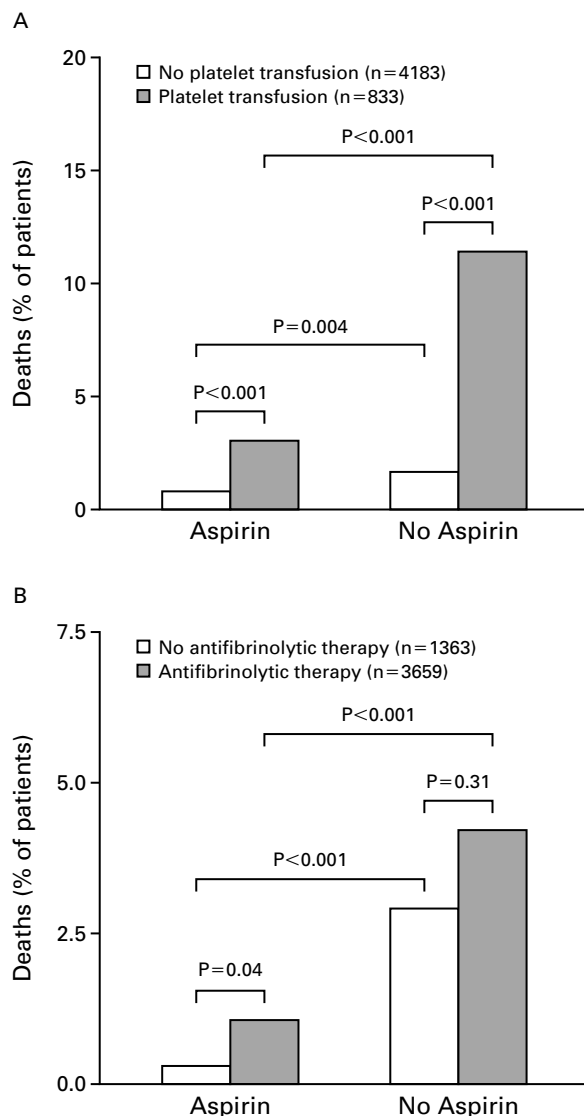 A
20
15
10
5
0
Deaths (% of patients)
No platelet transfusion (n=4183)
Platelet transfusion (n=833)
P<0.001
P<0.001
P=0.004
P<0.001
Aspirin
No Aspirin
B
7.5
5.0
2.5
0.0
Deaths (% of patients)
No antifibrinolytic therapy (n=1363)
Antifibrinolytic therapy (n=3659)
P<0.001
P=0.31
P<0.001
P=0.04
Aspirin
No Aspirin